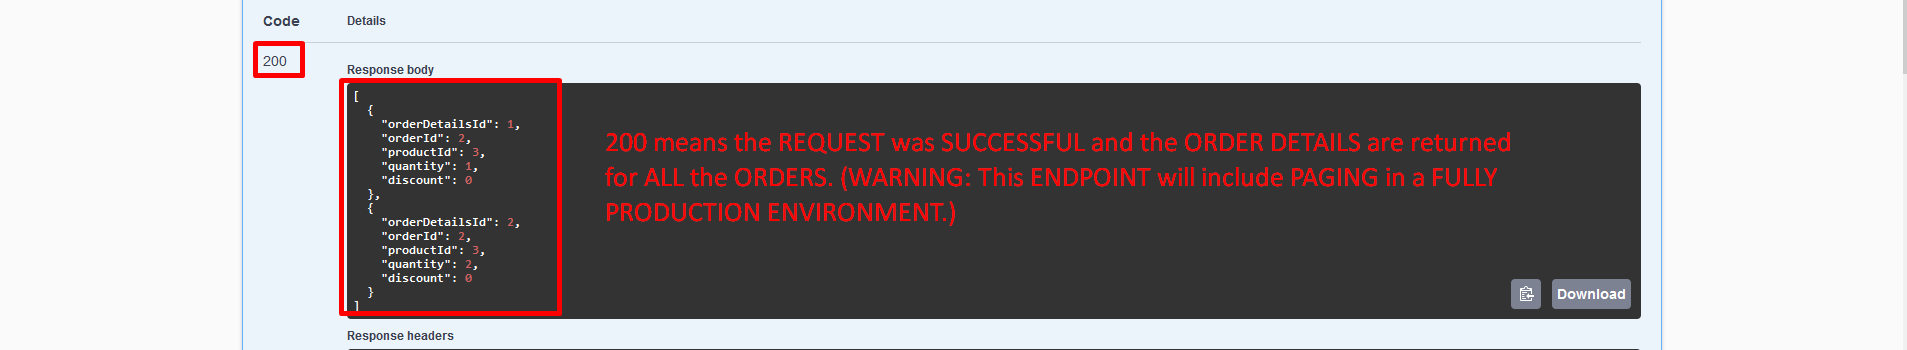 Code Details
200
Response body
[
{
"orderDetailsId": 1,
"orderId": 2,
"productId": 3,
"quantity": 1,
"discount": 0
},
{
"orderDetailsId": 2,
"orderId": 2,
"productId": 3,
"quantity": 2,
"discount": 0
}
]
200 means the REQUEST was SUCCESSFUL and the ORDER DETAILS are returned
for ALL the ORDERS. (WARNING: This ENDPOINT will include PAGING in a FULLY
PRODUCTION ENVIRONMENT.)
Download
Response headers